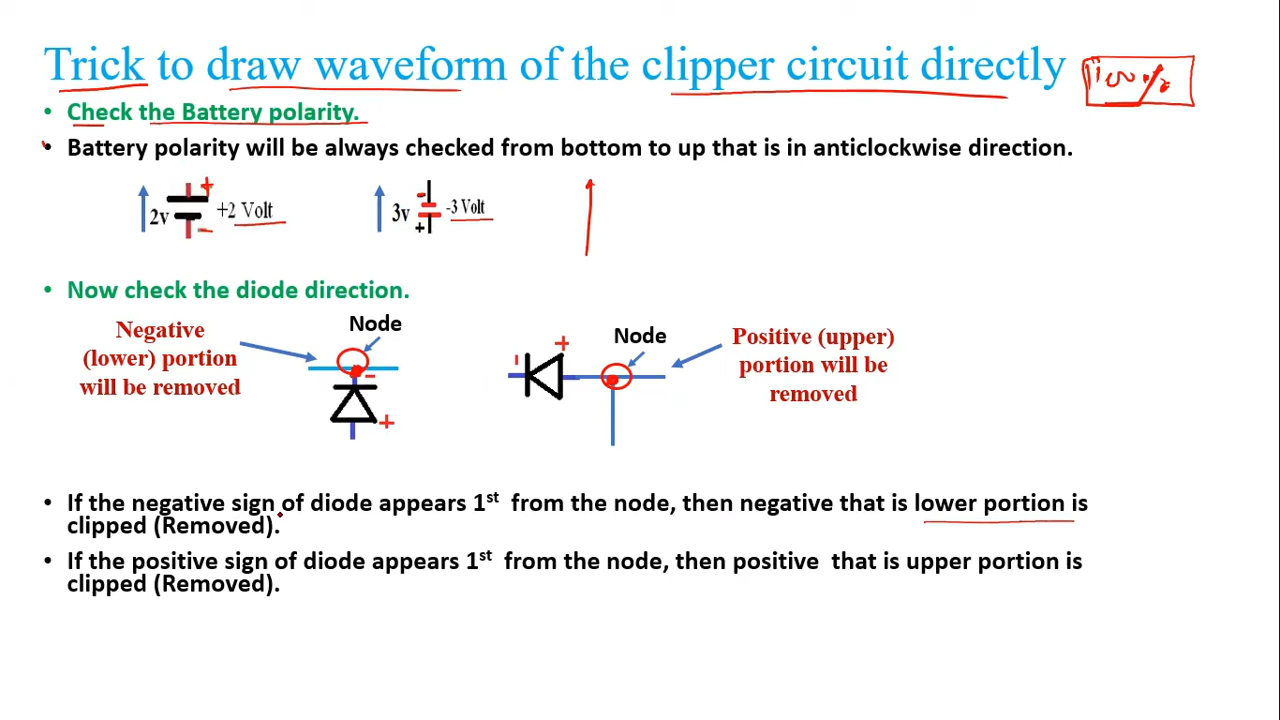 Trick to draw waveform of the clipper circuit directly 100%
• Check the Battery polarity.
• Battery polarity will be always checked from bottom to up that is in anticlockwise direction.
+ 2v +2 Volt -
- 3v -3 Volt +
• Now check the diode direction.
Negative
(lower) portion
will be removed
Node
- +
Node
- +
Positive (upper)
portion will be
removed
• If the negative sign of diode appears 1st from the node, then negative that is lower portion is
clipped (Removed).
• If the positive sign of diode appears 1st from the node, then positive that is upper portion is
clipped (Removed).